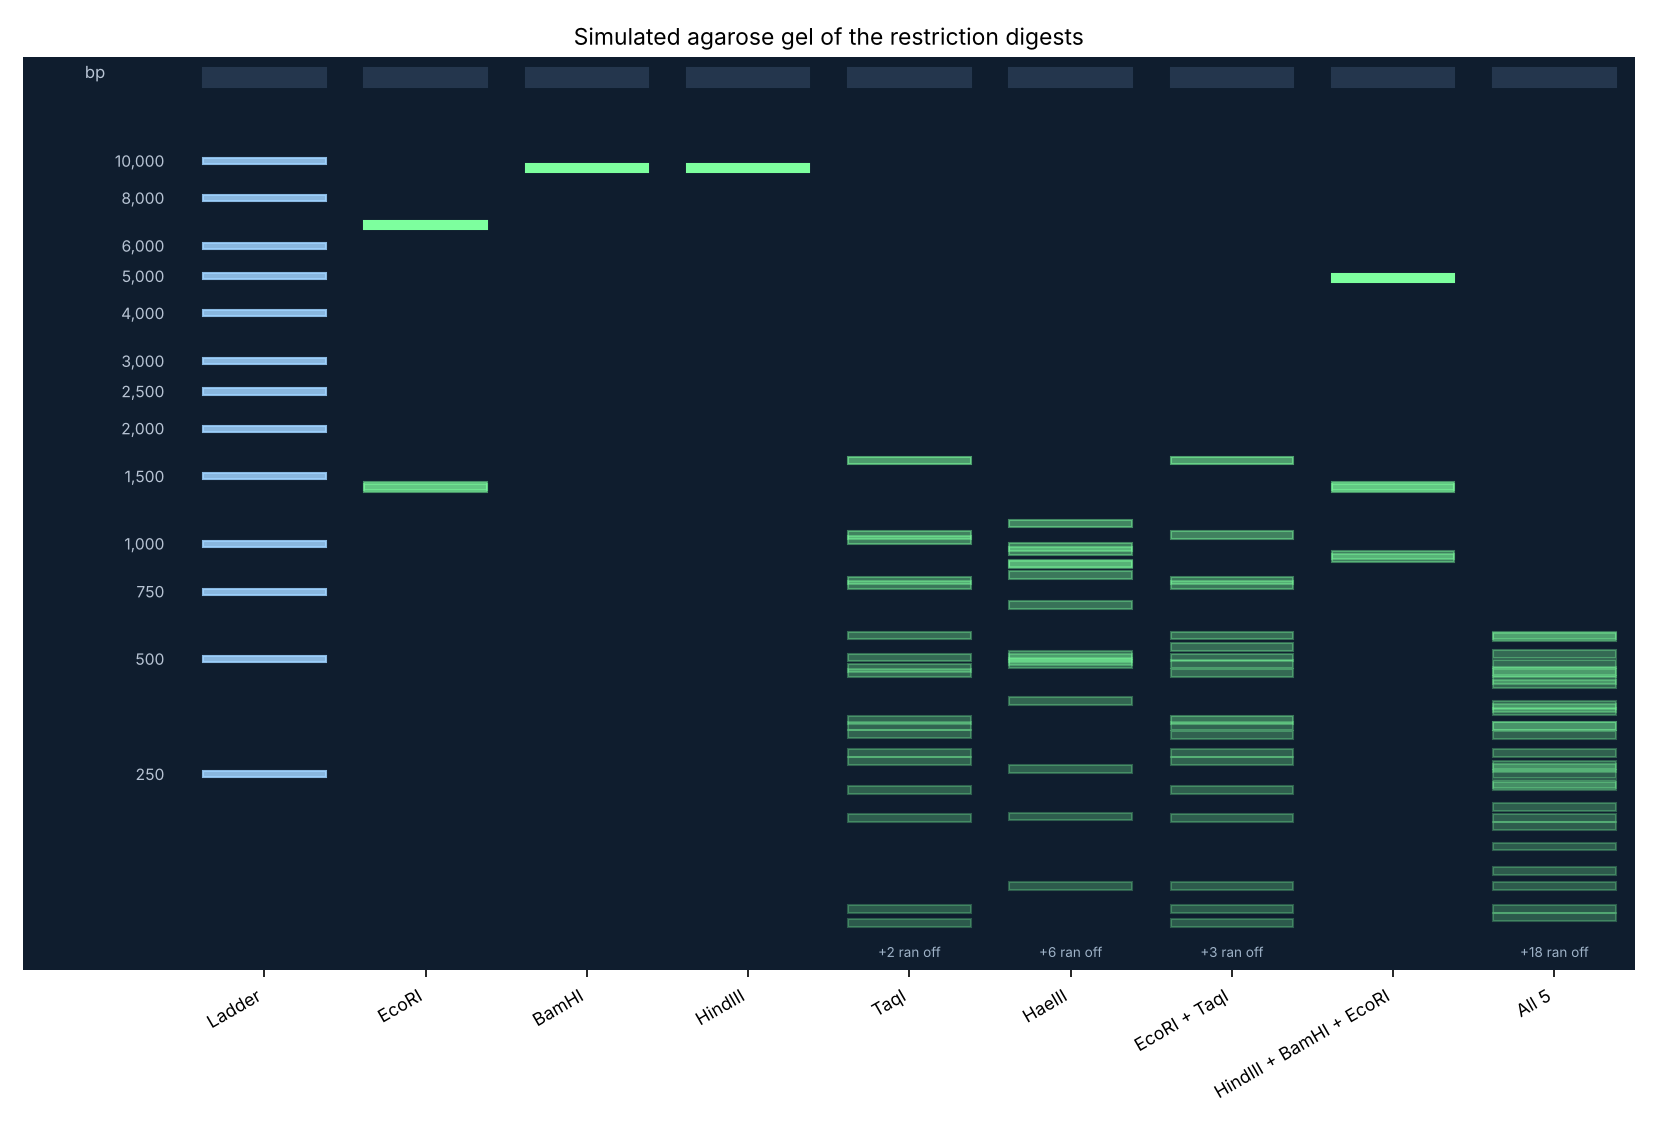 Simulated agarose gel of the restriction digests
bp
10,000
8,000
6,000
5,000
4,000
3,000
2,500
2,000
1,500
1,000
750
500
250
+2 ran off
+6 ran off
+3 ran off
+18 ran off
Ladder
EcoRI
BamHI
HindIII
TaqI
HaeIII
EcoRI + TaqI
HindIII + BamHI + EcoRI
All 5